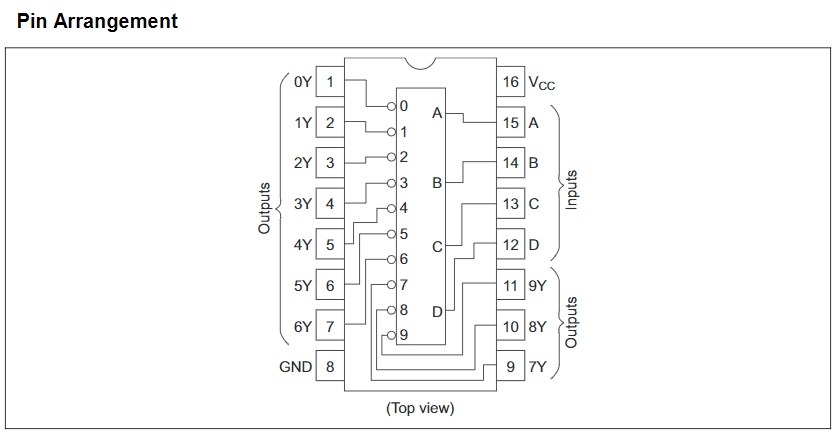 Pin Arrangement
0Y 1 16 VCC
0 A 15 A
1Y 2 1
2Y 3 2 B 14 B
3Y 4 3 13 C
4Y 5 4 C 12 D
5Y 6 5
6 11 9Y
6Y 7 7 10 8Y
8 D
9
GND 8 9 7Y
Outputs
Inputs
Outputs
(Top view)